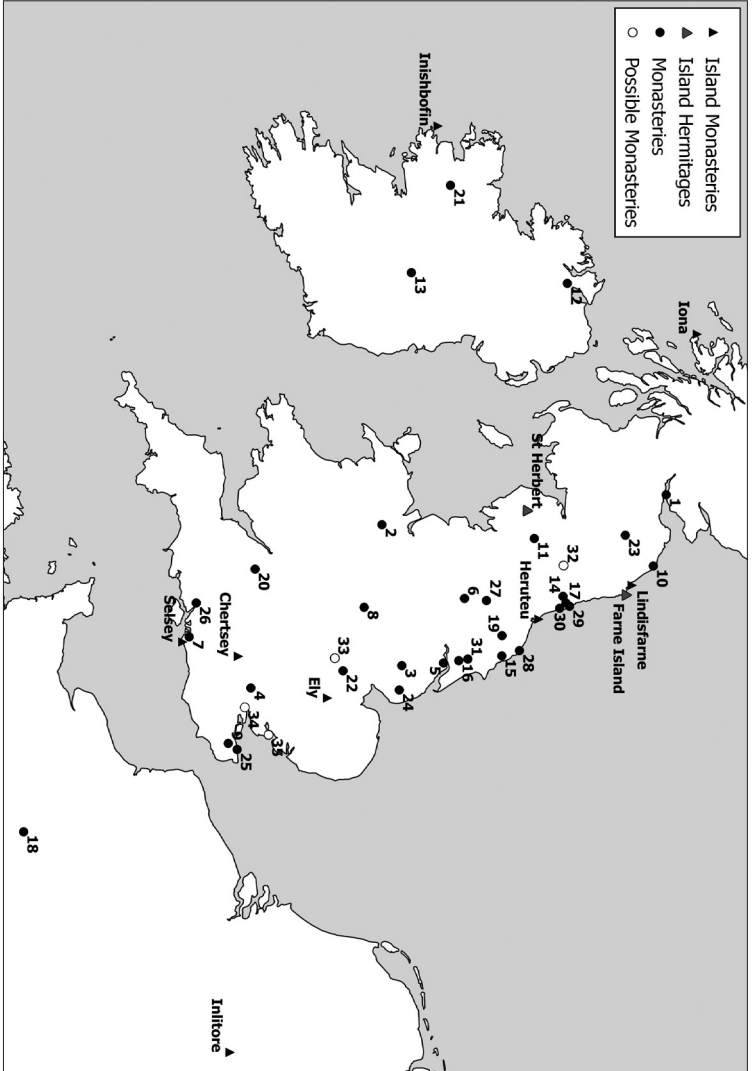 Island Monasteries
Island Hermitages
Monasteries
Possible Monasteries
Iona
1
10
Lindisfarne
23
Farne Island
29
12
17
32
30
14
11
St Herbert
28
Heruteu
15
27
19
31
6
16
21
5
Inishbofin
13
3
24
2
8
22
33
Ely
35
20
4
34
25
9
Chertsey
Inlitore
26
7
Selsey
18